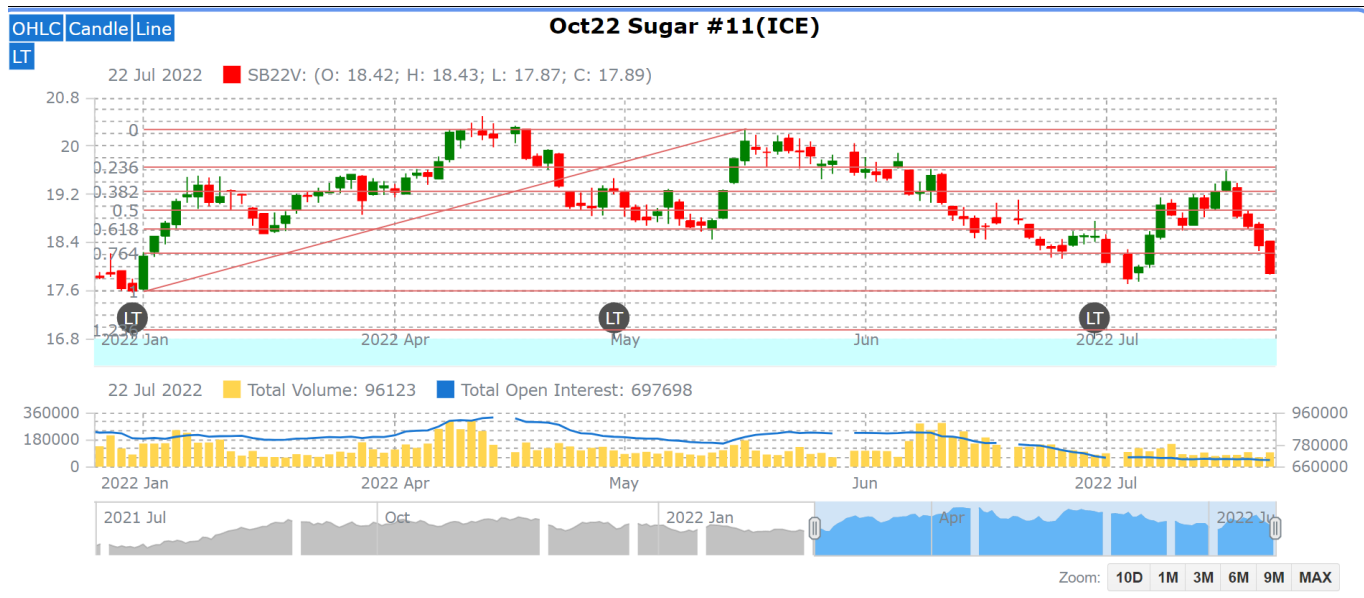 OHLC Candle Line
Oct22 Sugar #11(ICE)
LT
22 Jul 2022 SB22V: (O: 18.42; H: 18.43; L: 17.87; C: 17.89)
20.8
0
20
0.236
19.2
0.382
0.5
0.618
18.4
0.764
17.6
1
LT LT LT
1.236
16.8 2022 Jan 2022 Apr May Jun 2022 Jul
22 Jul 2022 Total Volume: 96123 Total Open Interest: 697698
360000 960000
180000 780000
0 660000
2022 Jan 2022 Apr May Jun 2022 Jul
2021 Jul Oct 2022 Jan Apr 2022 Ju
Zoom: 10D 1M 3M 6M 9M MAX